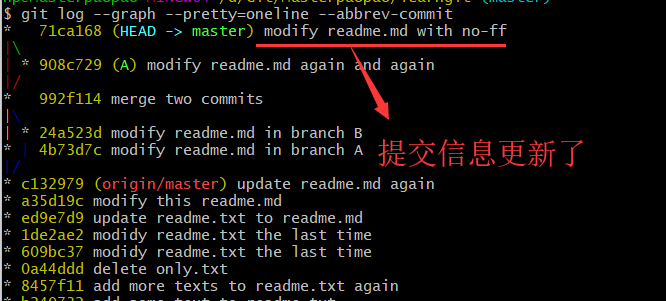 $ git log --graph --pretty=oneline --abbrev-commit
*   71ca168 (HEAD -> master) modify readme.md with no-ff
|\
| * 908c729 (A) modify readme.md again and again
|/
*   992f114 merge two commits
|\
| * 24a523d modify readme.md in branch B
* | 4b73d7c modify readme.md in branch A
提交信息更新了
|/
* c132979 (origin/master) update readme.md again
* a35d19c modify this readme.md
* ed9e7d9 update readme.txt to readme.md
* 1de2ae2 modidy readme.txt the last time
* 609bc37 modidy readme.txt the last time
* 0a44ddd delete only.txt
* 8457f11 add more texts to readme.txt again